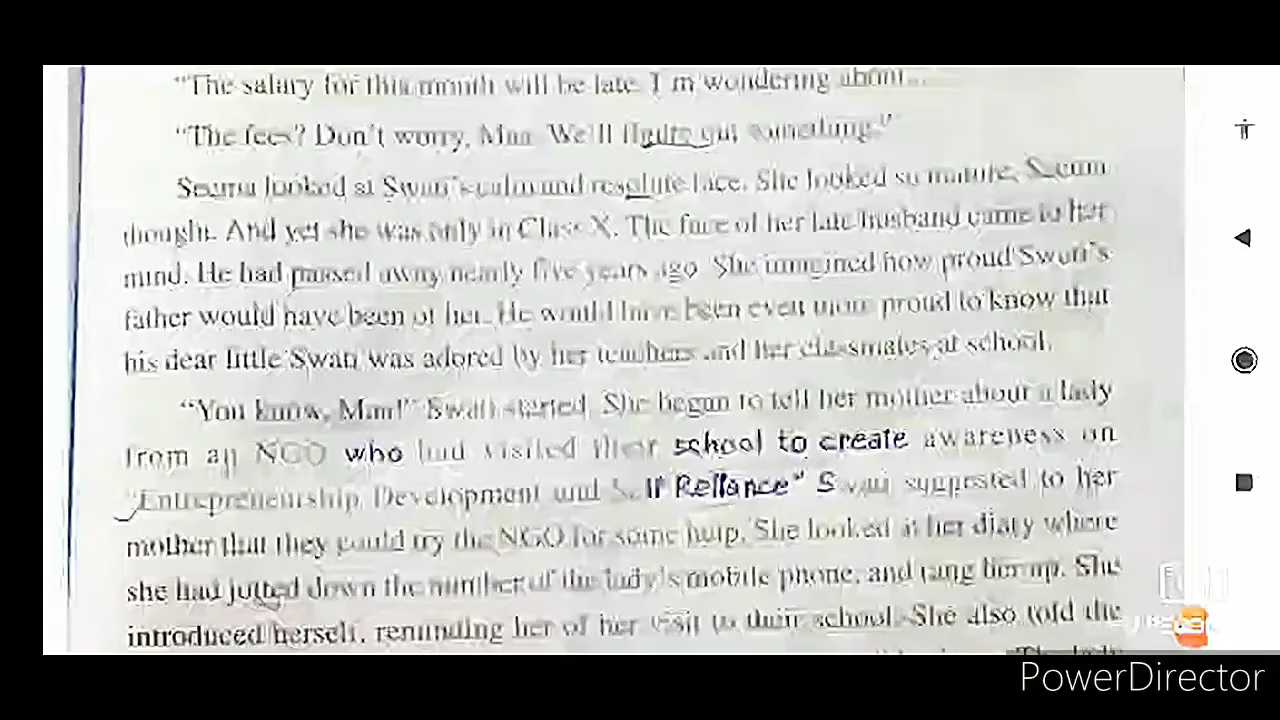 "The salary for this month will be late. I'm wondering about...
"The fees? Don't worry, Maa. We'll figure out something."
Seema looked at Swati's calm and resolute face. She looked so mature, Seema
thought. And yet she was only in Class X. The face of her late husband came to her
mind. He had passed away nearly five years ago. She imagined how proud Swati's
father would have been of her. He would have been even more proud to know that
his dear little Swati was adored by her teachers and her classmates at school.
"You know, Maa!" Swati started. She began to tell her mother about a lady
from an NGO who had visited their school to create awareness on
"Entrepreneurship Development and Self Reliance" Swati suggested to her
mother that they could try the NGO for some help. She looked at her diary where
she had jotted down the number of the lady's mobile phone, and rang her up. She
introduced herself, reminding her of her visit to their school. She also told the
PowerDirector